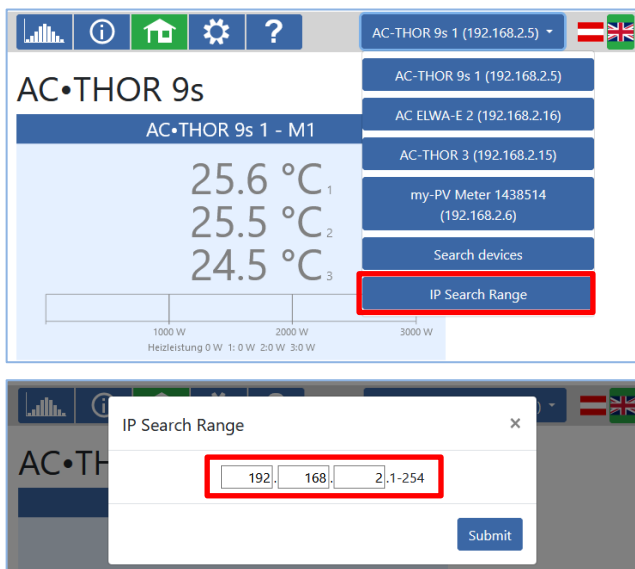 ?
AC-THOR 9s 1 (192.168.2.5)
AC•THOR 9s
AC-THOR 9s 1 (192.168.2.5)
AC ELWA-E 2 (192.168.2.16)
AC-THOR 3 (192.168.2.15)
my-PV Meter 1438514
(192.168.2.6)
Search devices
IP Search Range
AC•THOR 9s 1 - M1
25.6 °C 1
25.5 °C 2
24.5 °C 3
1000 W 2000 W 3000 W
Heizleistung 0 W 1: 0 W 2:0 W 3:0 W
IP Search Range ×
AC•TH
192.168.2.1-254
Submit